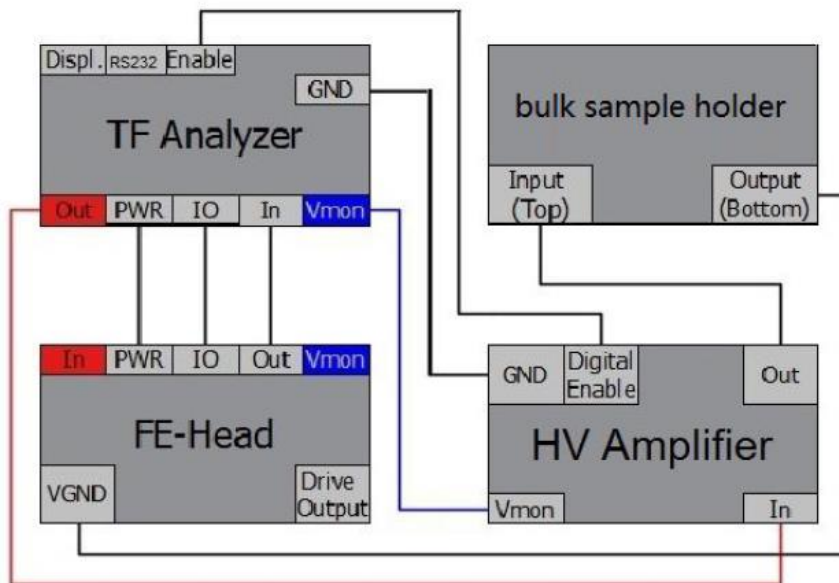 Displ. RS232 Enable
GND
TF Analyzer
Out PWR IO In Vmon
bulk sample holder
Input
(Top)
Output
(Bottom)
In PWR IO Out Vmon
FE-Head
VGND
Drive
Output
GND
Digital
Enable
Out
HV Amplifier
Vmon
In